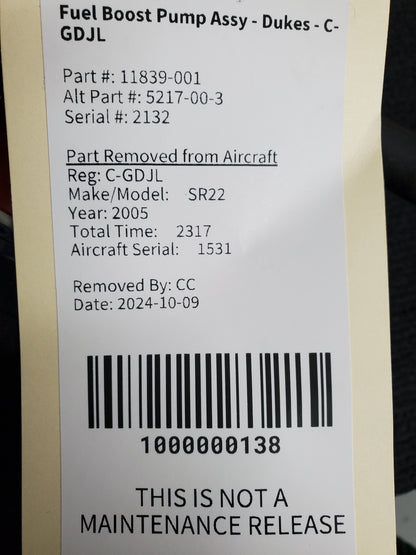 Fuel Boost Pump Assy - Dukes - C-
GDJL
Part #: 11839-001
Alt Part #: 5217-00-3
Serial #: 2132
Part Removed from Aircraft
Reg: C-GDJL
Make/Model: SR22
Year: 2005
Total Time: 2317
Aircraft Serial: 1531
Removed By: CC
Date: 2024-10-09
1000000138
THIS IS NOT A
MAINTENANCE RELEASE